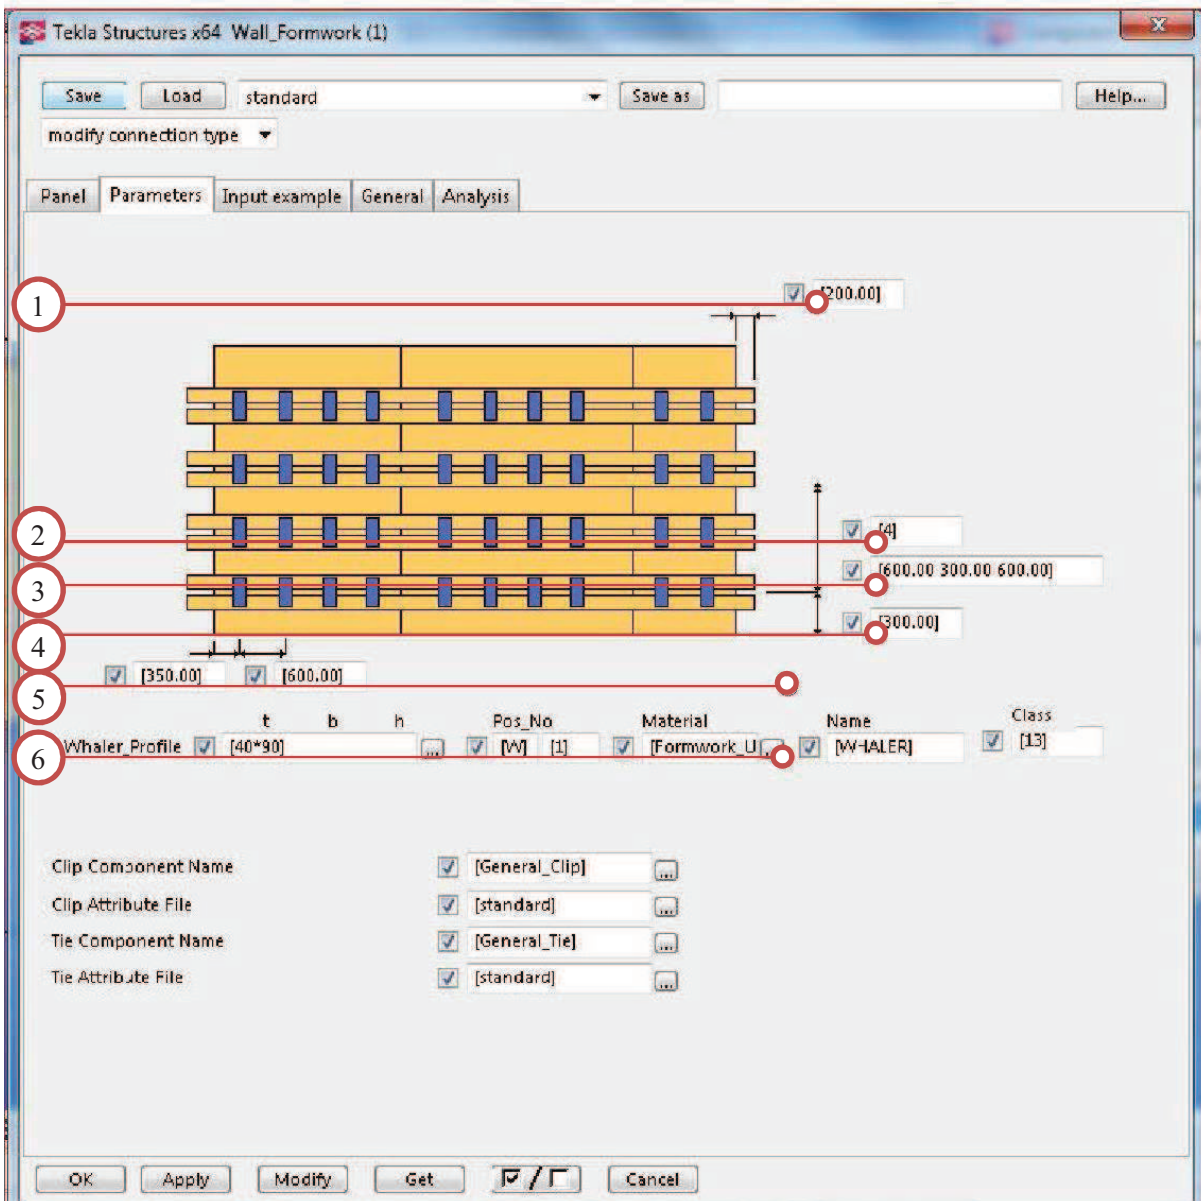 Tekla Structures x64 Wall_Formwork (1)
Save Load standard Save as Help...
modify connection type
Panel Parameters Input example General Analysis
1 [200.00]
2 [4]
3 [600.00 300.00 600.00]
4 [300.00]
[350.00] [600.00]
5
t b h Pos_No Material Name Class
Whaler_Profile [40*90] ... [W] [1] [Formwork_U ... [WHALER] [13]
6
Clip Component Name [General_Clip] ...
Clip Attribute File [standard] ...
Tie Component Name [General_Tie] ...
Tie Attribute File [standard] ...
OK Apply Modify Get / Cancel